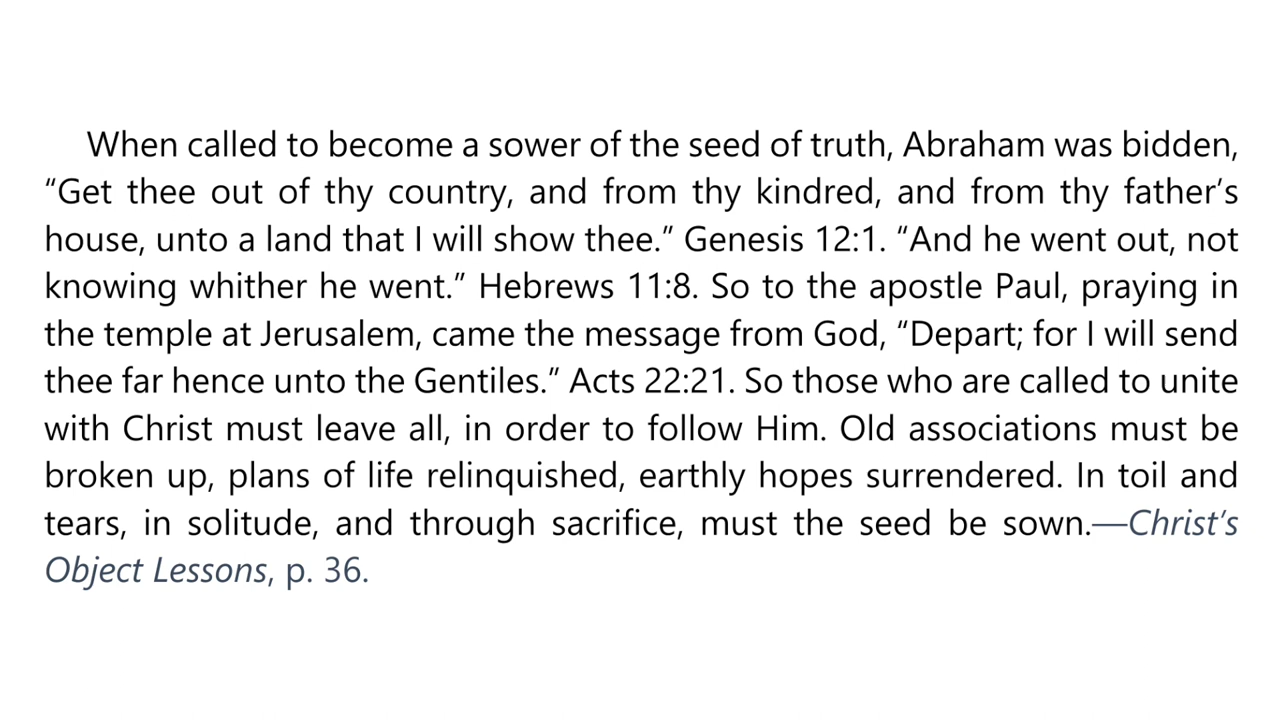 When called to become a sower of the seed of truth, Abraham was bidden,
“Get thee out of thy country, and from thy kindred, and from thy father’s
house, unto a land that I will show thee.” Genesis 12:1. “And he went out, not
knowing whither he went.” Hebrews 11:8. So to the apostle Paul, praying in
the temple at Jerusalem, came the message from God, “Depart; for I will send
thee far hence unto the Gentiles.” Acts 22:21. So those who are called to unite
with Christ must leave all, in order to follow Him. Old associations must be
broken up, plans of life relinquished, earthly hopes surrendered. In toil and
tears, in solitude, and through sacrifice, must the seed be sown.—Christ’s
Object Lessons, p. 36.